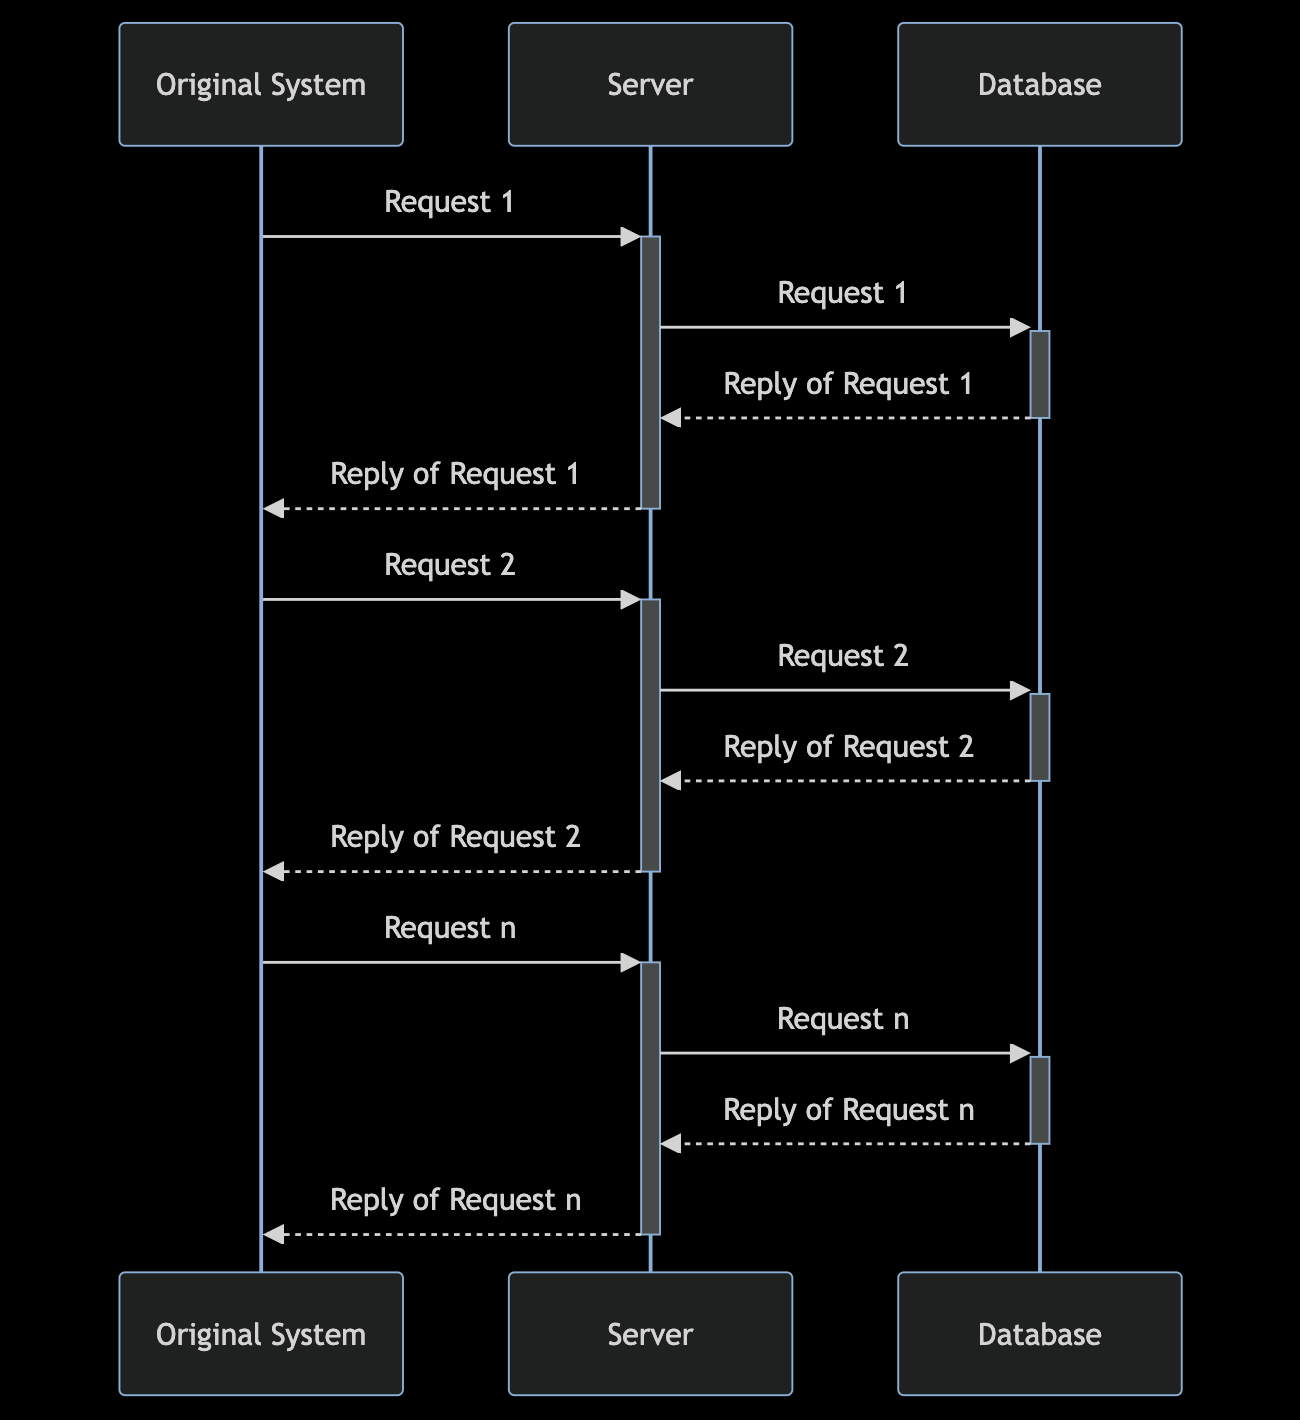 Original System
Server
Database
Request 1
Request 1
Reply of Request 1
Reply of Request 1
Request 2
Request 2
Reply of Request 2
Reply of Request 2
Request n
Request n
Reply of Request n
Reply of Request n
Original System
Server
Database